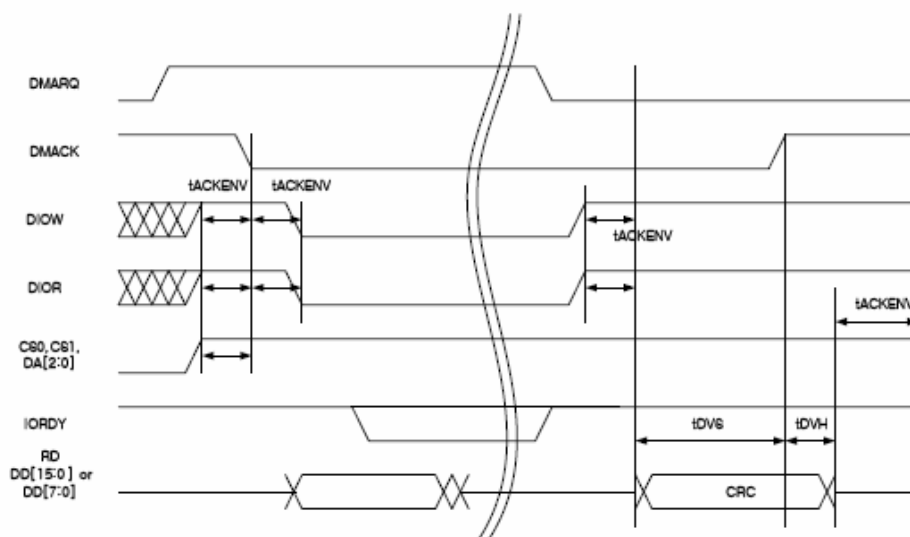 DMARQ
DMACK
tACKENV tACKENV
DIOW
tACKENV
DIOR
tACKENV
CS0, CS1,
DA[2:0]
IORDY
tDVS tDVH
RD
DD[15:0] or
DD[7:0]
CRC